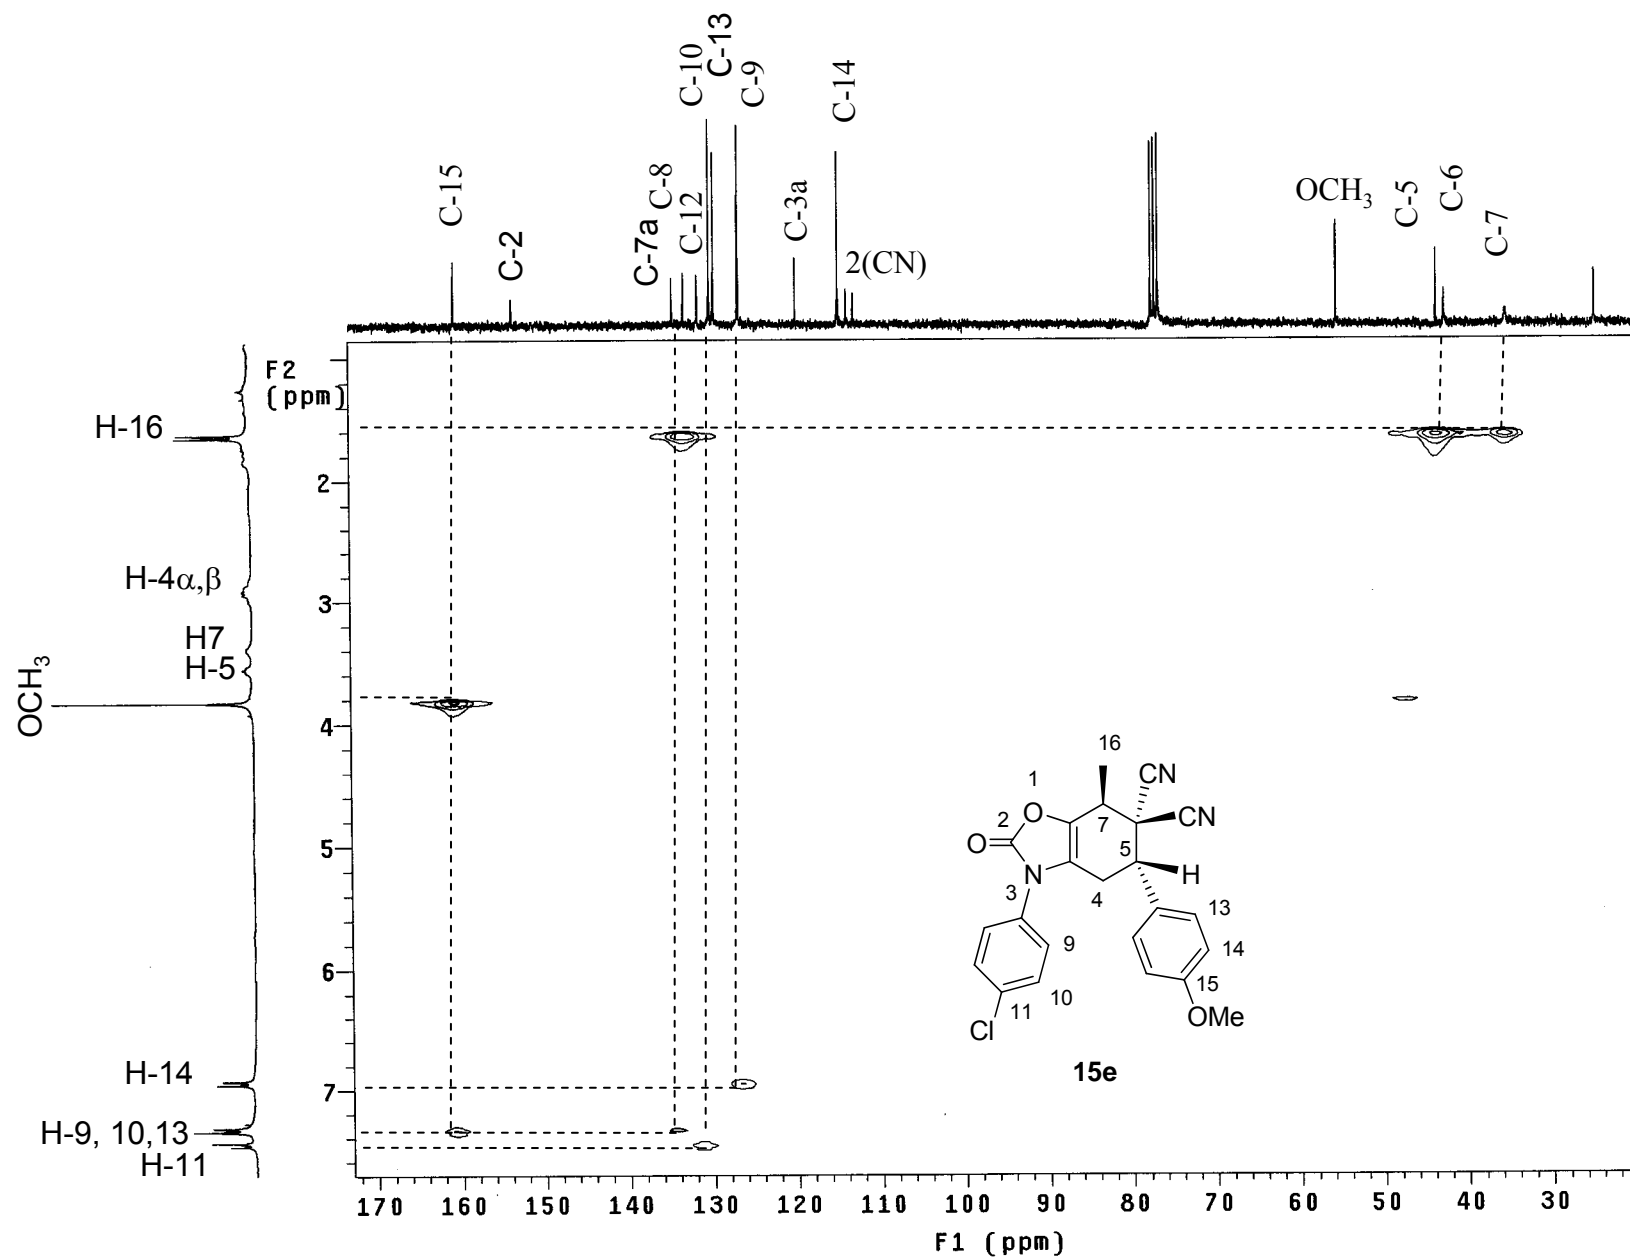 C-15
C-2
C-7a
C-8
C-12
C-10
C-13
C-9
C-3a
C-14
2(CN)
OCH3
C-5
C-6
C-7
F2
(ppm)
H-16
H-4α,β
H7
H-5
OCH3
H-14
H-9, 10,13
H-11
2
3
4
5
6
7
16
1
O
CN
2
7
CN
O
5
N
H
3
4
13
9
14
10
15
11
Cl
OMe
15e
170 160 150 140 130 120 110 100 90 80 70 60 50 40 30
F1 (ppm)